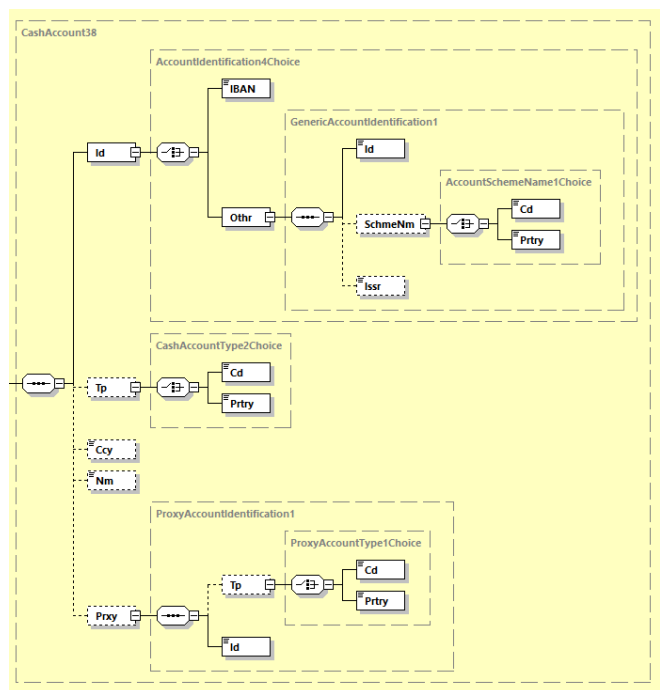 CashAccount38
AccountIdentification4Choice
IBAN
GenericAccountIdentification1
Id
Id
AccountSchemeName1Choice
Cd
Othr
SchmeNm
Prtry
Issr
CashAccountType2Choice
Cd
Tp
Prtry
Ccy
Nm
ProxyAccountIdentification1
ProxyAccountType1Choice
Cd
Tp
Prtry
Prxy
Id